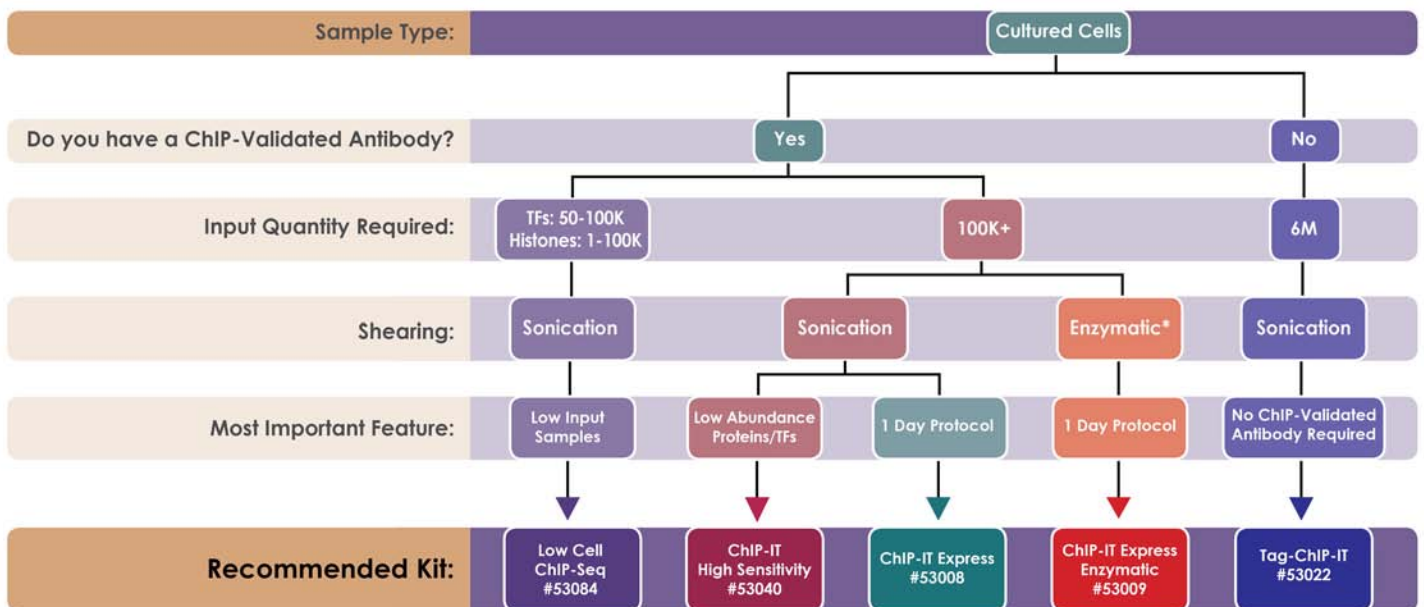 Sample Type:
Cultured Cells
Do you have a ChIP-Validated Antibody?
Yes
No
Input Quantity Required:
TFs: 50-100K
Histones: 1-100K
100K+
6M
Shearing:
Sonication
Sonication
Enzymatic*
Sonication
Most Important Feature:
Low Input
Samples
Low Abundance
Proteins/TFs
1 Day Protocol
1 Day Protocol
No ChIP-Validated
Antibody Required
Recommended Kit:
Low Cell
ChIP-Seq
#53084
ChIP-IT
High Sensitivity
#53040
ChIP-IT Express
#53008
ChIP-IT Express
Enzymatic
#53009
Tag-ChIP-IT
#53022